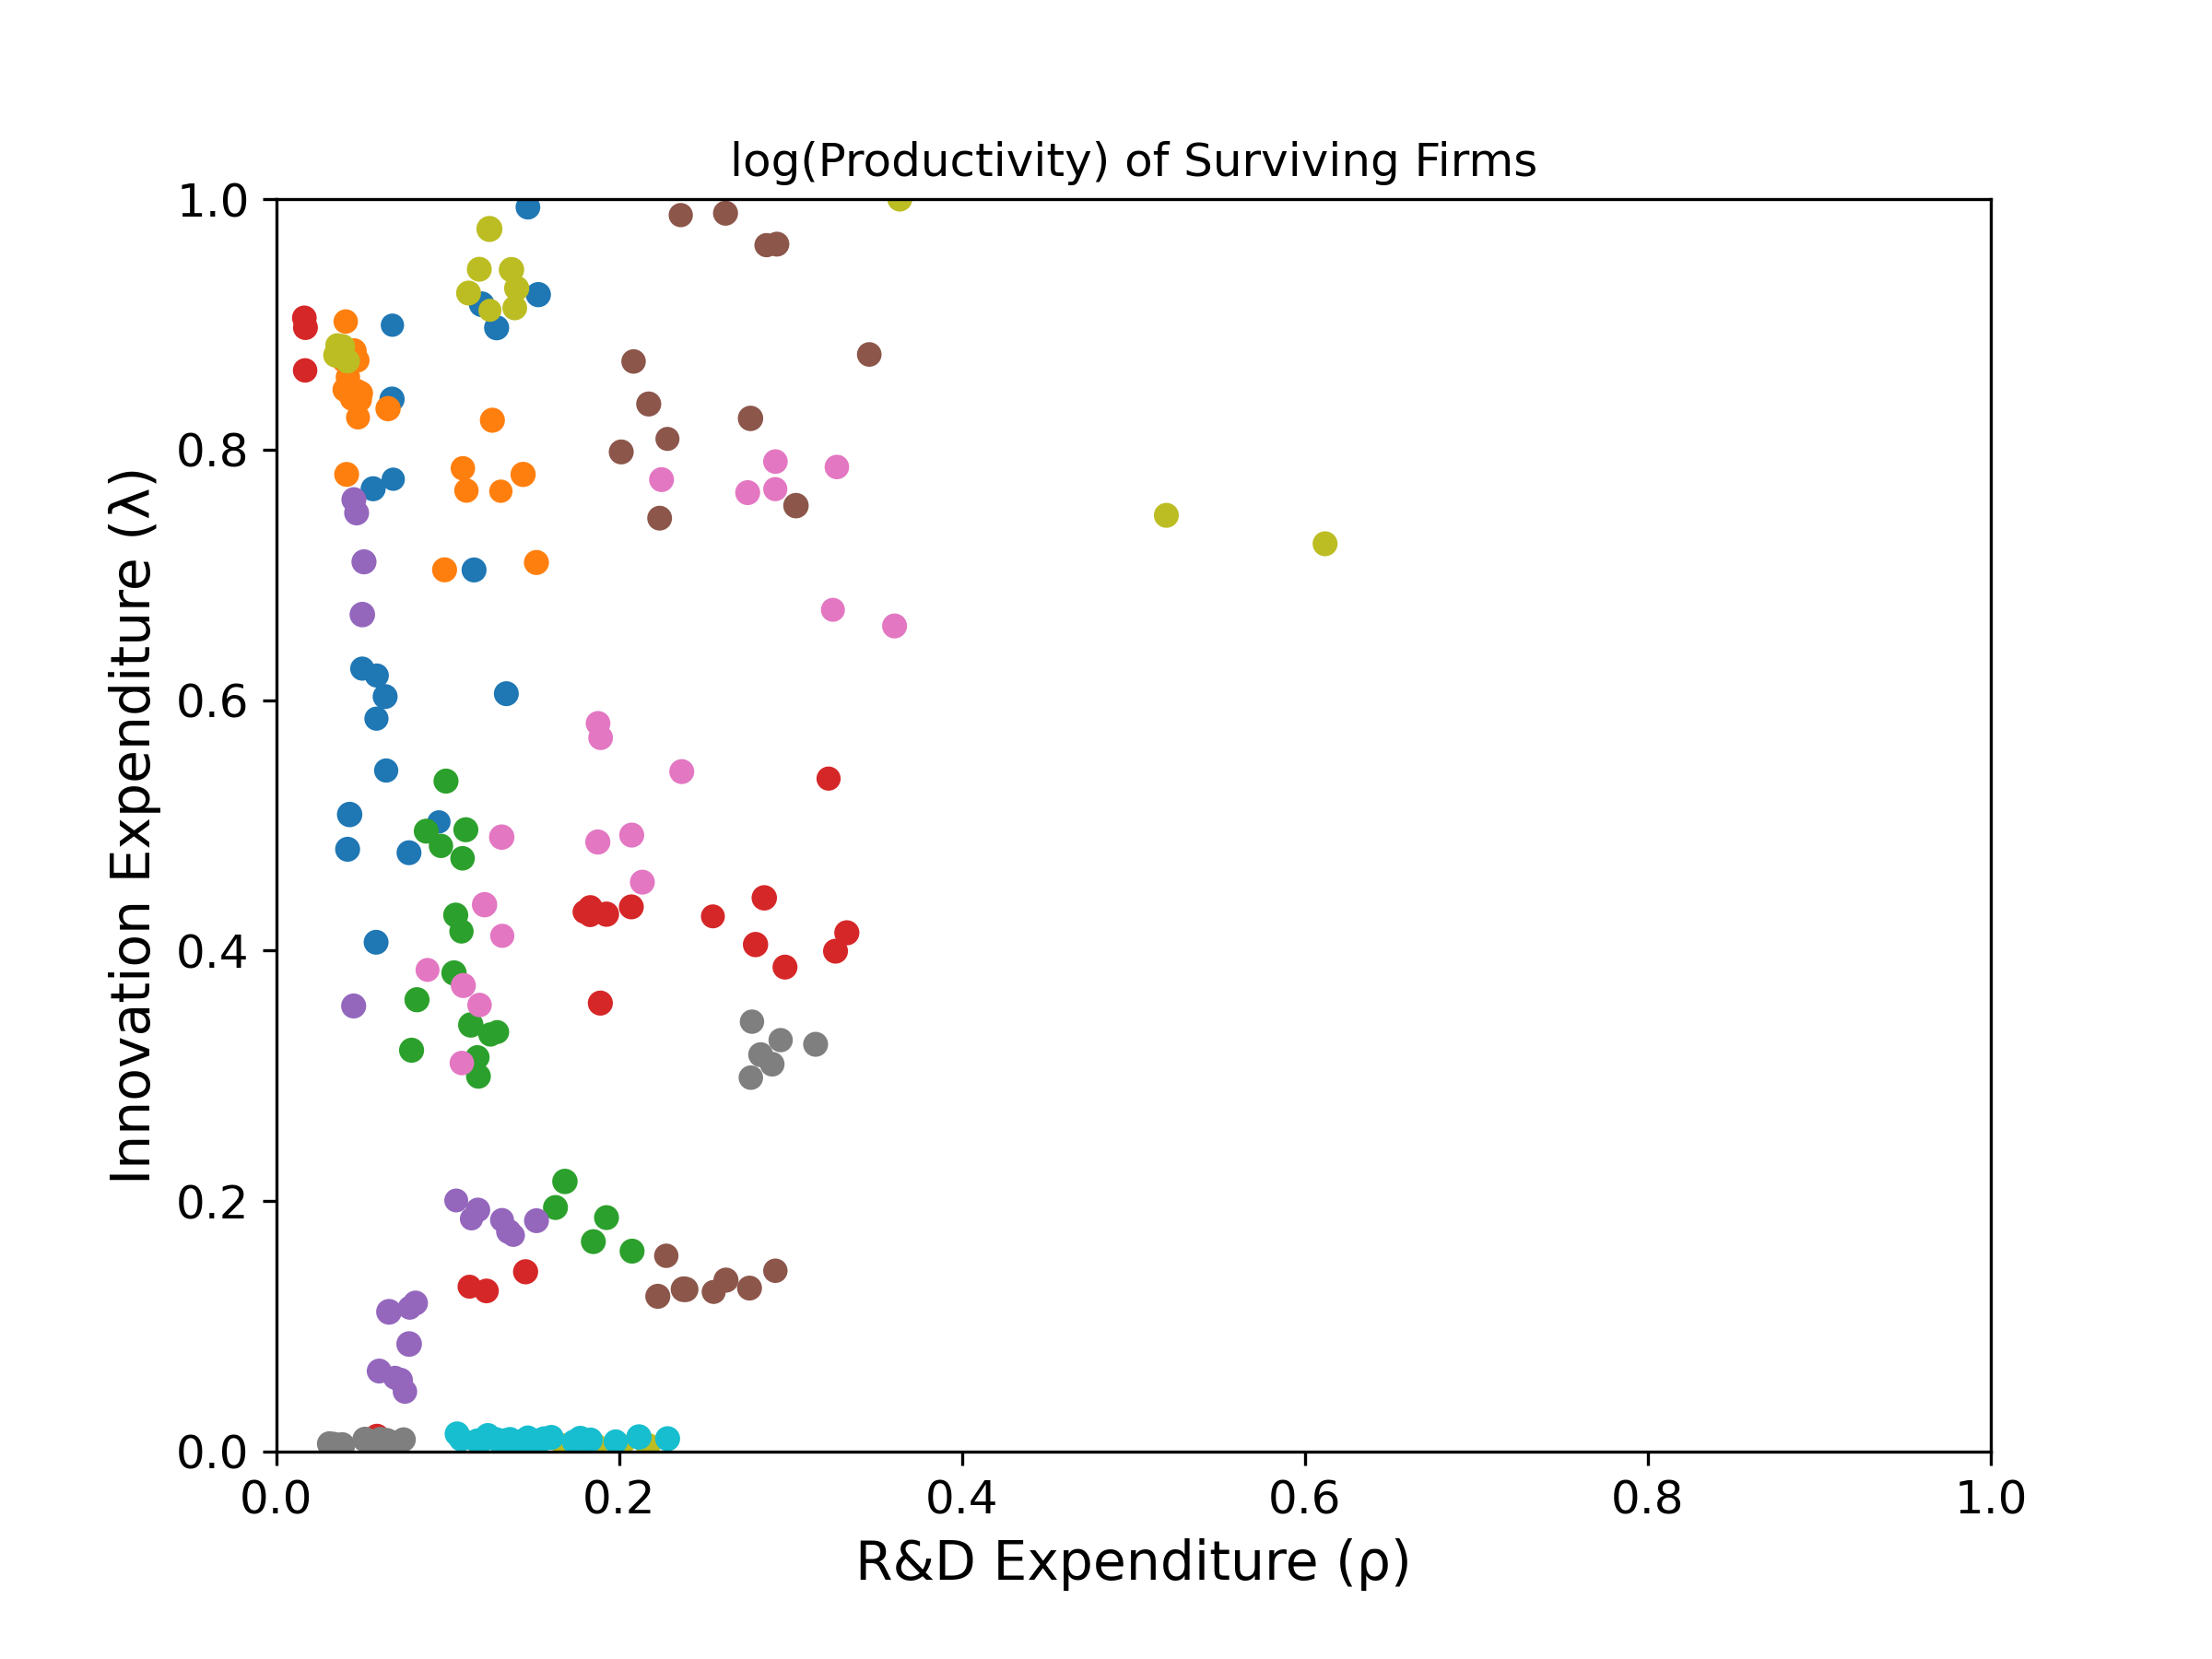 log(Productivity) of Surviving Firms
1.0
0.8
0.6
0.4
0.2
0.0
Innovation Expenditure (λ)
0.0 0.2 0.4 0.6 0.8 1.0
R&D Expenditure (ρ)